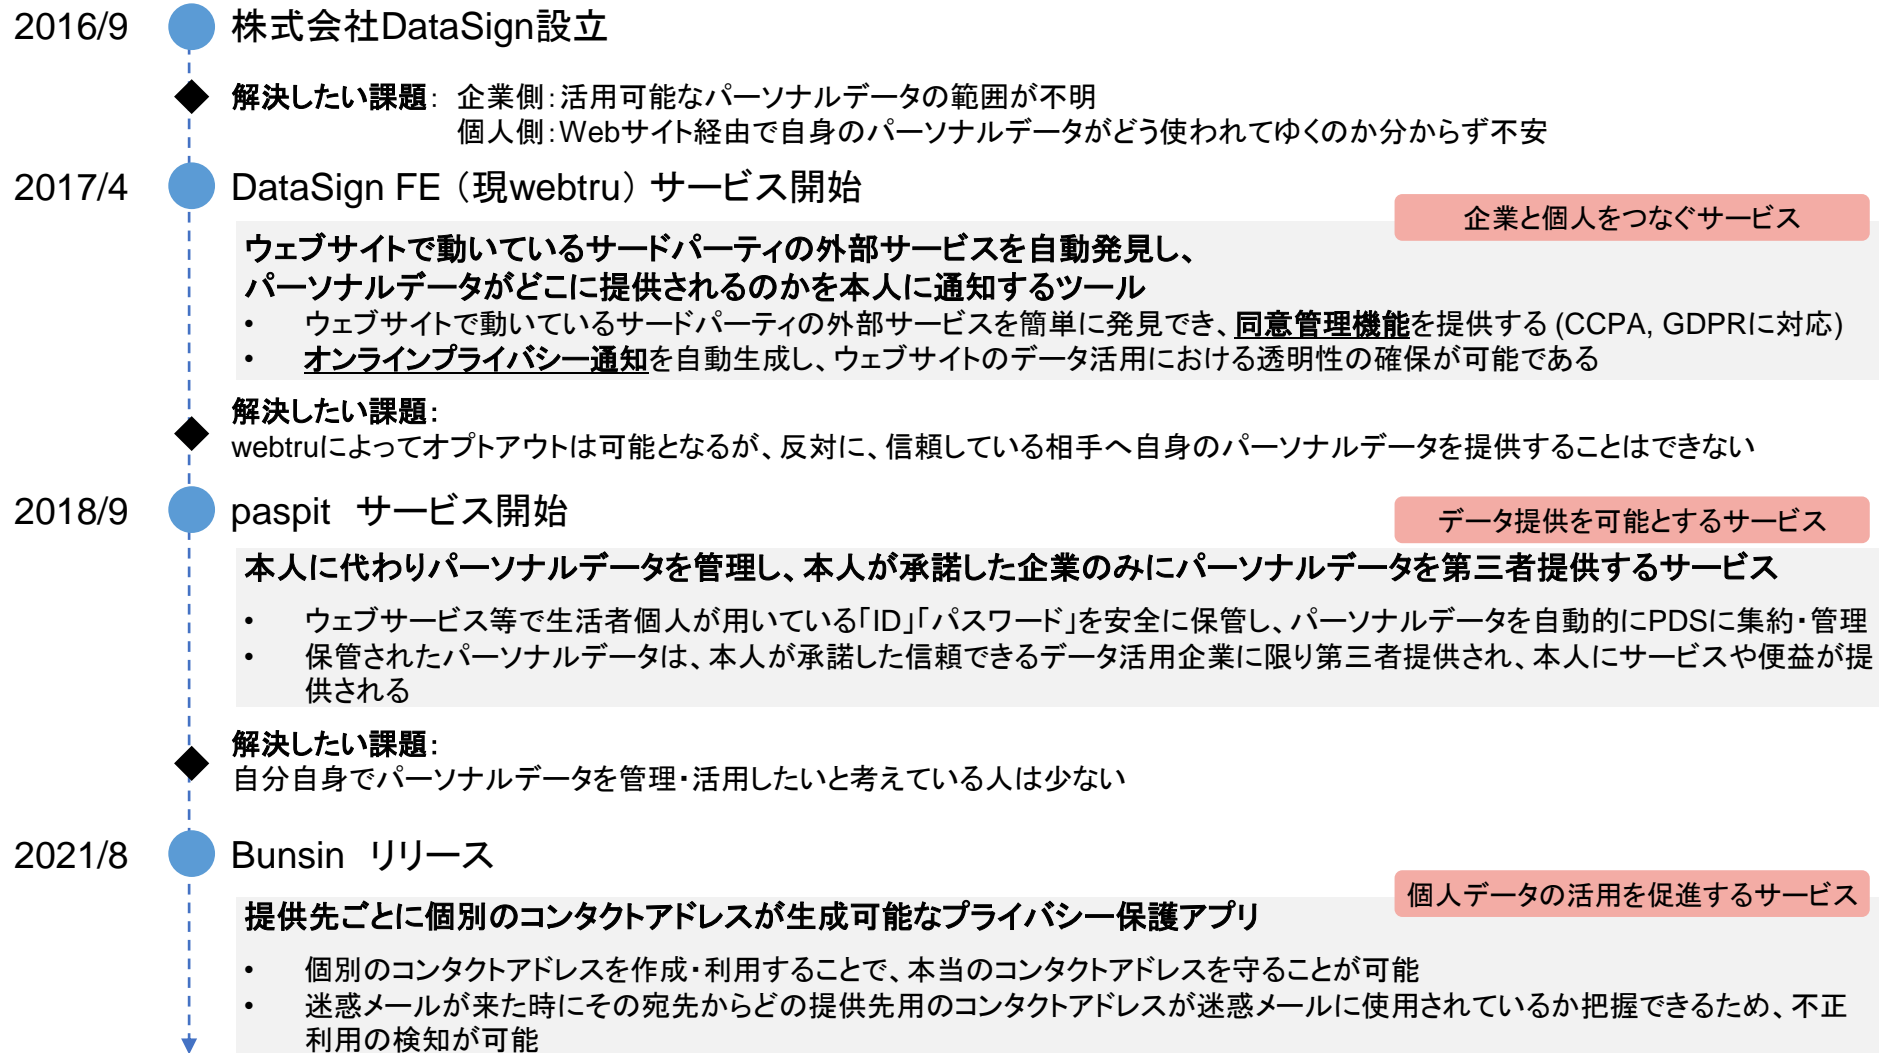 2016/9 株式会社DataSign設立
解決したい課題： 企業側：活用可能なパーソナルデータの範囲が不明
個人側：Webサイト経由で自身のパーソナルデータがどう使われてゆくのか分からず不安
2017/4 DataSign FE（現webtru）サービス開始
企業と個人をつなぐサービス
ウェブサイトで動いているサードパーティの外部サービスを自動発見し、
パーソナルデータがどこに提供されるのかを本人に通知するツール
• ウェブサイトで動いているサードパーティの外部サービスを簡単に発見でき、同意管理機能を提供する (CCPA, GDPRに対応)
• オンラインプライバシー通知を自動生成し、ウェブサイトのデータ活用における透明性の確保が可能である
解決したい課題：
webtruによってオプトアウトは可能となるが、反対に、信頼している相手へ自身のパーソナルデータを提供することはできない
2018/9 paspit サービス開始
データ提供を可能とするサービス
本人に代わりパーソナルデータを管理し、本人が承諾した企業のみにパーソナルデータを第三者提供するサービス
• ウェブサービス等で生活者個人が用いている「ID」「パスワード」を安全に保管し、パーソナルデータを自動的にPDSに集約・管理
• 保管されたパーソナルデータは、本人が承諾した信頼できるデータ活用企業に限り第三者提供され、本人にサービスや便益が提
供される
解決したい課題：
自分自身でパーソナルデータを管理・活用したいと考えている人は少ない
2021/8 Bunsin リリース
個人データの活用を促進するサービス
提供先ごとに個別のコンタクトアドレスが生成可能なプライバシー保護アプリ
• 個別のコンタクトアドレスを作成・利用することで、本当のコンタクトアドレスを守ることが可能
• 迷惑メールが来た時にその宛先からどの提供先用のコンタクトアドレスが迷惑メールに使用されているか把握できるため、不正
利用の検知が可能